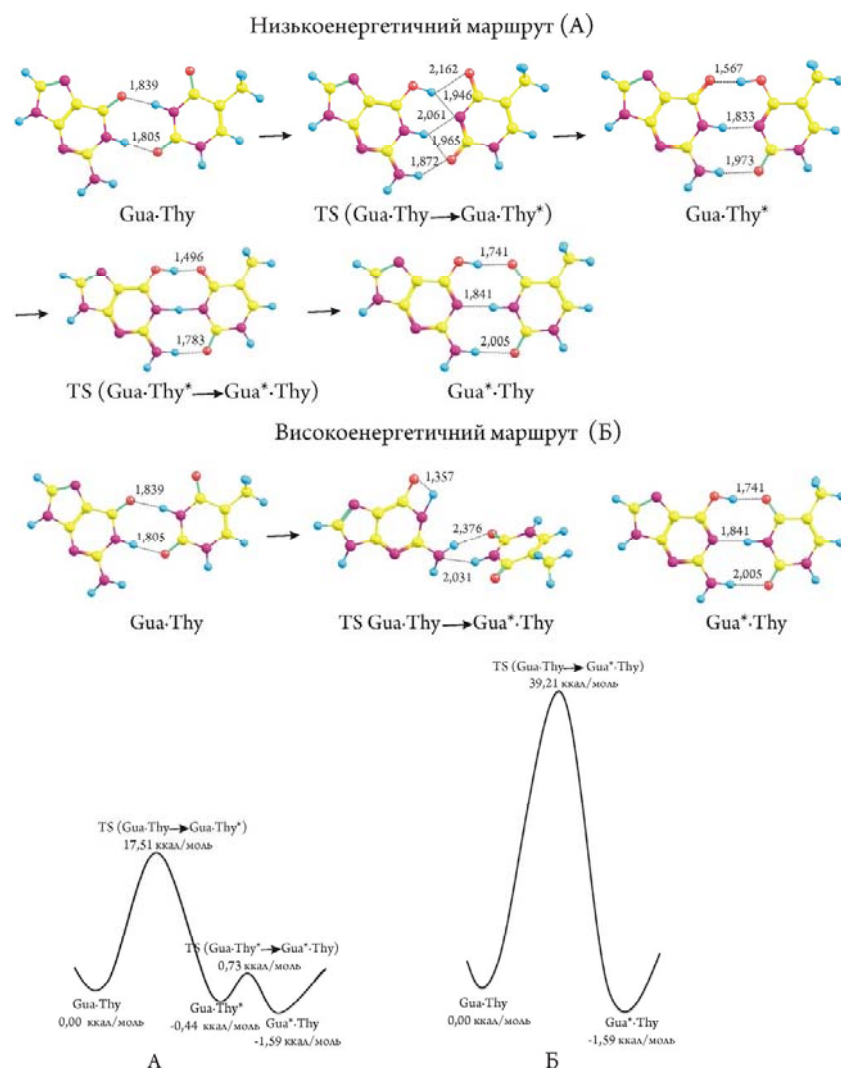 Низькоенергетичний маршрут (А)
1,839
1,805
2,162
1,946
2,061
1,965
1,872
1,567
1,833
1,973
Gua·Thy
TS (Gua·Thy→Gua·Thy*)
Gua·Thy*
1,496
1,783
1,741
1,841
2,005
TS (Gua·Thy*→Gua*·Thy)
Gua*·Thy
Високоенергетичний маршрут (Б)
1,839
1,805
1,357
2,376
2,031
1,741
1,841
2,005
Gua·Thy
TS Gua·Thy→Gua*·Thy
Gua*·Thy
TS (Gua·Thy→Gua·Thy*)
17,51 ккал/моль
TS (Gua·Thy*→Gua*·Thy)
0,73 ккал/моль
Gua·Thy
0,00 ккал/моль
Gua·Thy*
-0,44 ккал/моль
Gua*·Thy
-1,59 ккал/моль
А
TS (Gua·Thy→Gua*·Thy)
39,21 ккал/моль
Gua·Thy
0,00 ккал/моль
Gua*·Thy
-1,59 ккал/моль
Б